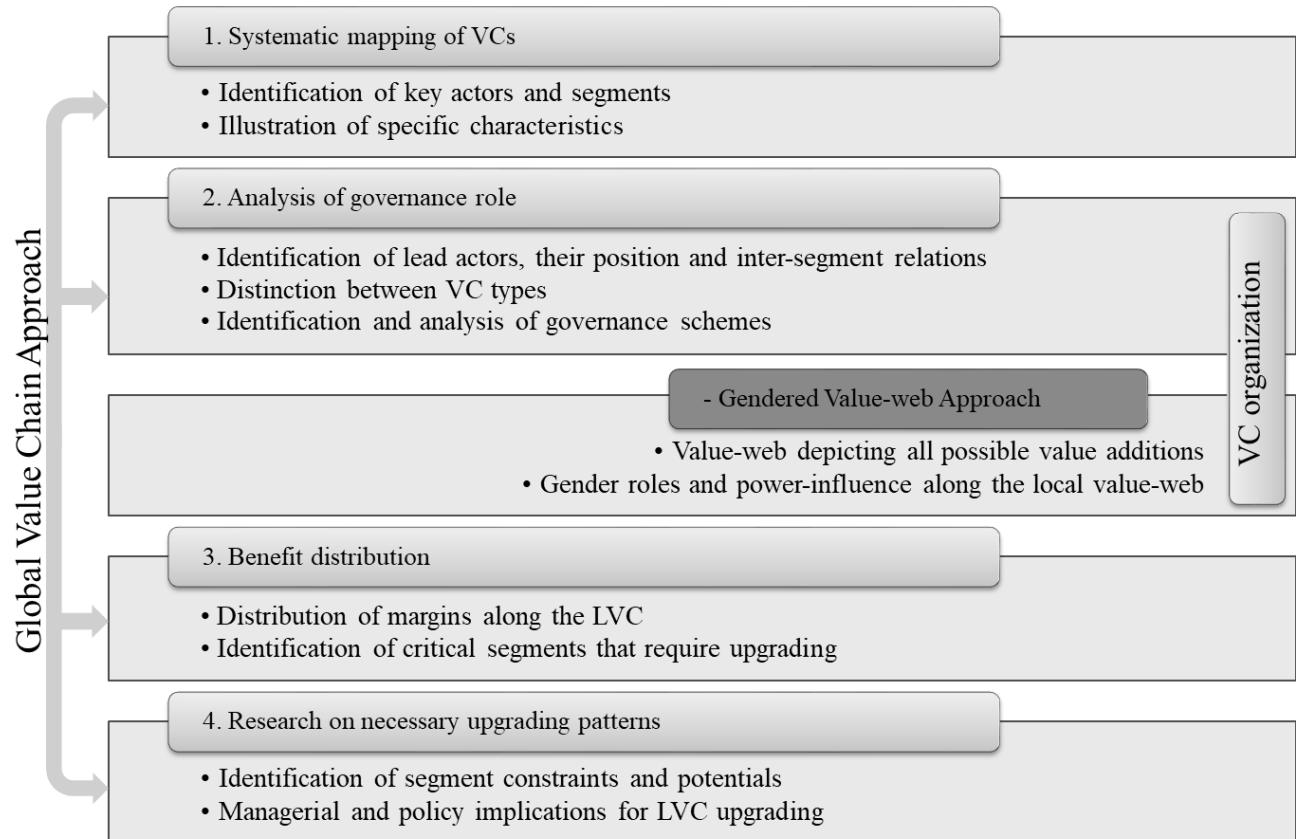 Global Value Chain Approach
1. Systematic mapping of VCs
• Identification of key actors and segments
• Illustration of specific characteristics
2. Analysis of governance role
• Identification of lead actors, their position and inter-segment relations
• Distinction between VC types
• Identification and analysis of governance schemes
VC organization
- Gendered Value-web Approach
• Value-web depicting all possible value additions
• Gender roles and power-influence along the local value-web
3. Benefit distribution
• Distribution of margins along the LVC
• Identification of critical segments that require upgrading
4. Research on necessary upgrading patterns
• Identification of segment constraints and potentials
• Managerial and policy implications for LVC upgrading